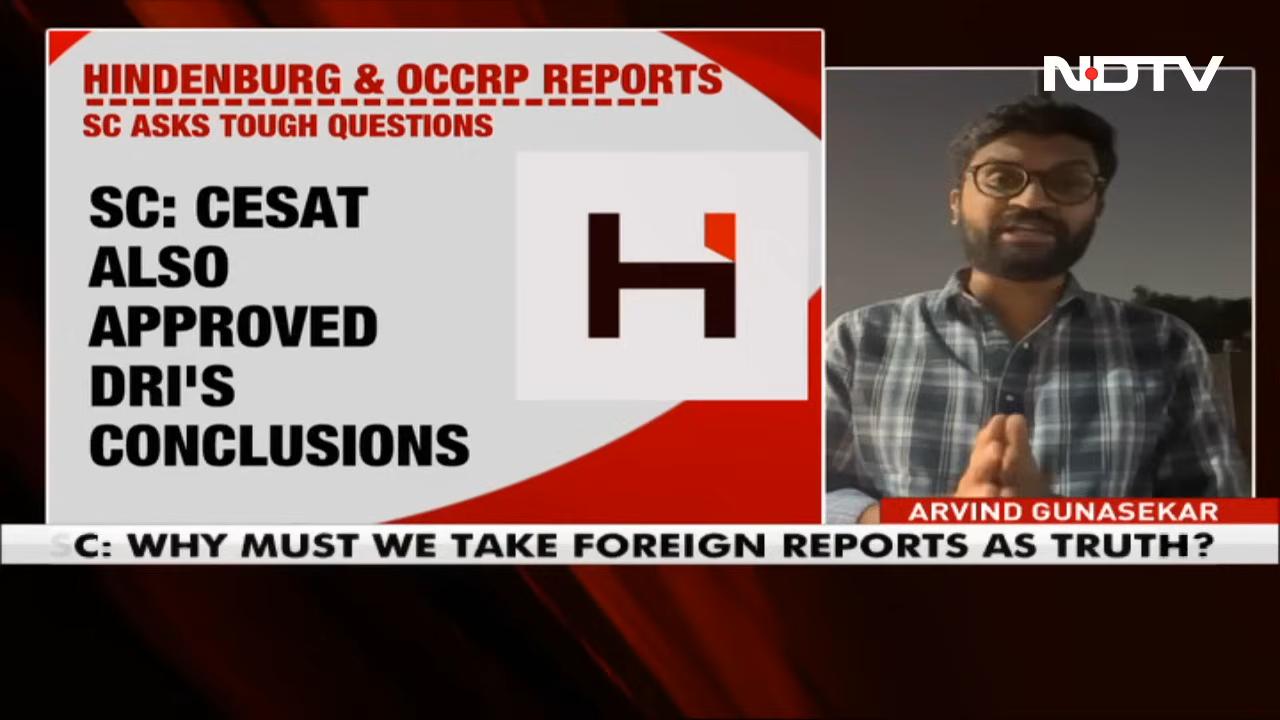 HINDENBURG & OCCRP REPORTS
SC ASKS TOUGH QUESTIONS
NDTV
SC: CESAT
ALSO
APPROVED
DRI'S
CONCLUSIONS
H
ARVIND GUNASEKAR
SC: WHY MUST WE TAKE FOREIGN REPORTS AS TRUTH?